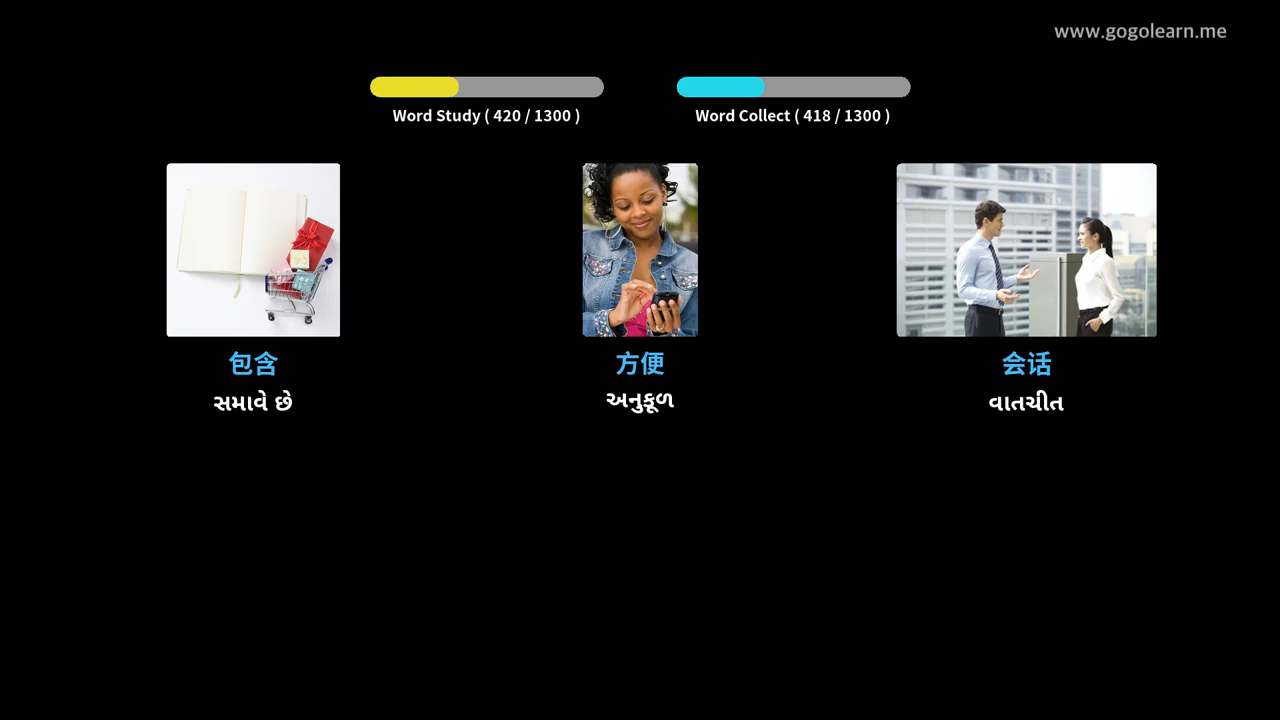 www.gogolearn.me
Word Study ( 420 / 1300 )
Word Collect ( 418 / 1300 )
包含
方便
会话
સમાવે છે
અનુકૂળ
વાતચીત